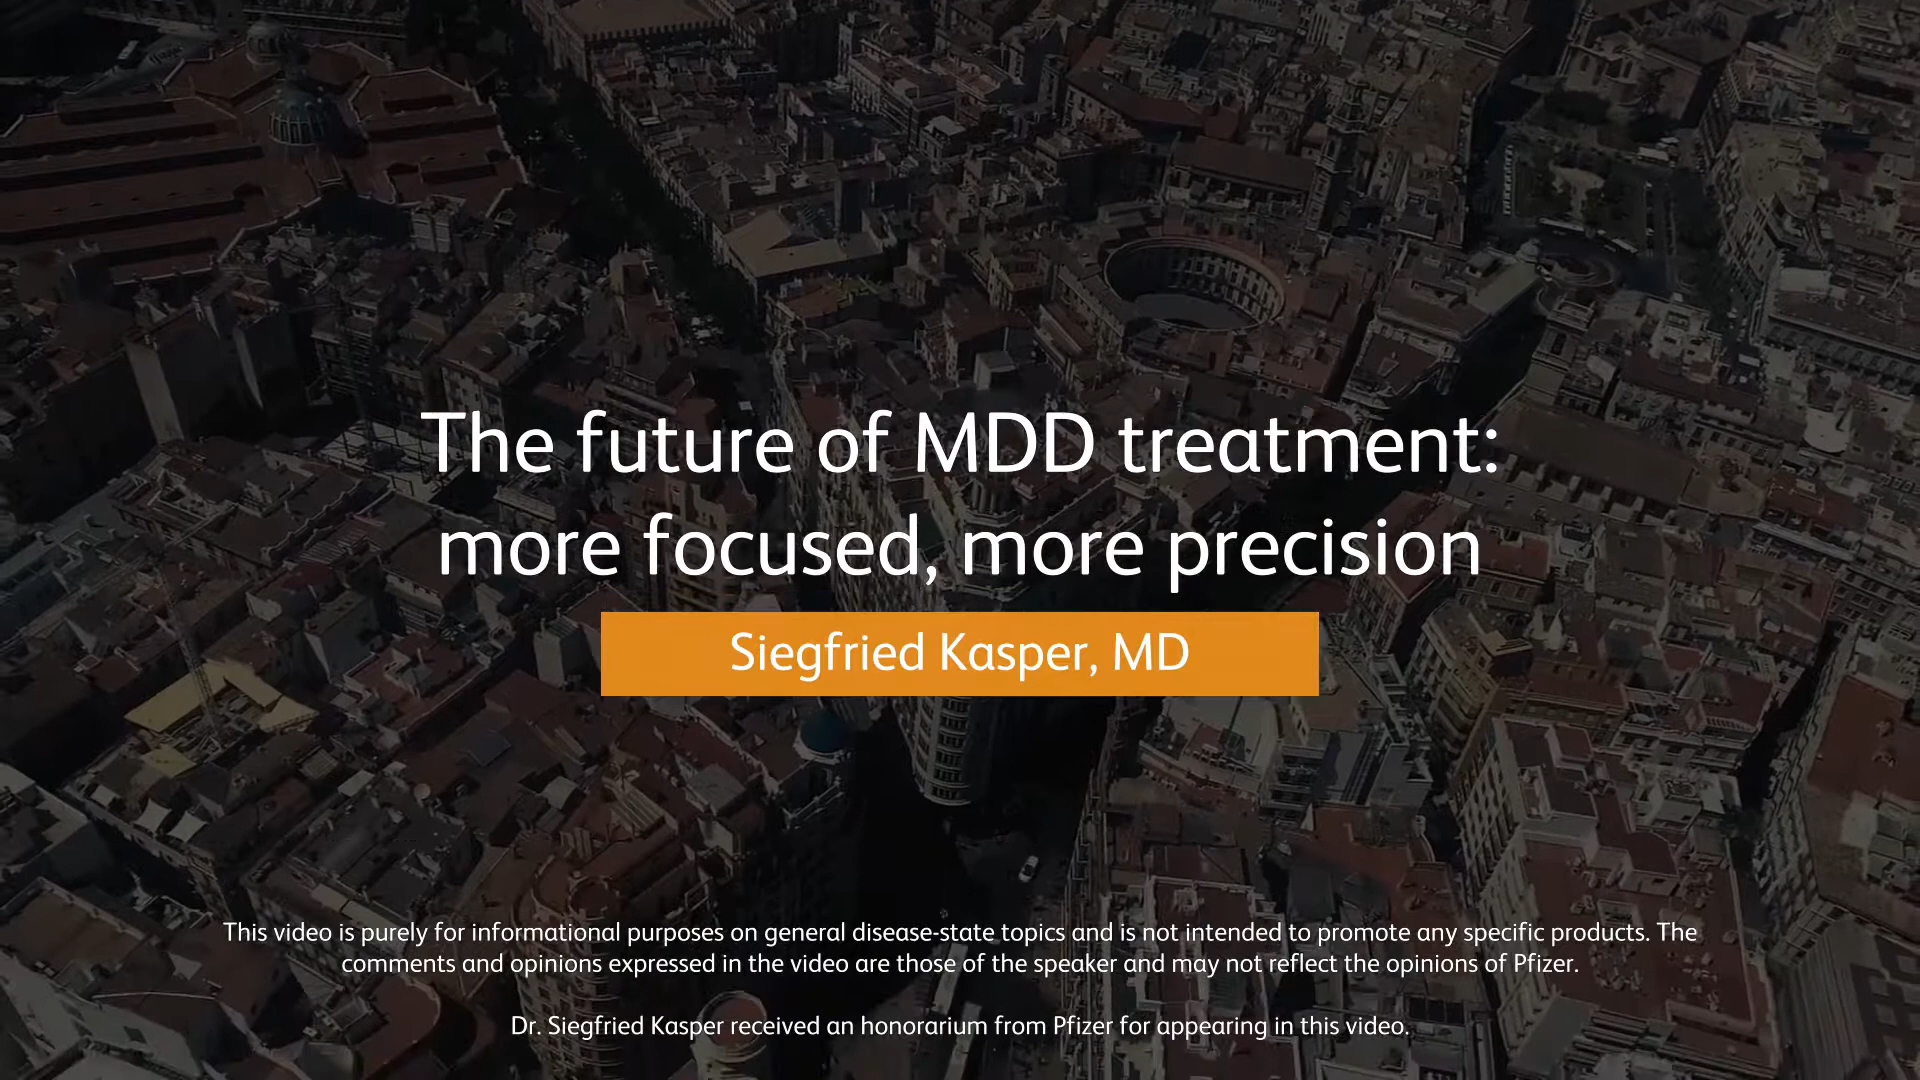 The future of MDD treatment:
more focused, more precision
Siegfried Kasper, MD
This video is purely for informational purposes on general disease-state topics and is not intended to promote any specific products. The
comments and opinions expressed in the video are those of the speaker and may not reflect the opinions of Pfizer.
Dr. Siegfried Kasper received an honorarium from Pfizer for appearing in this video.